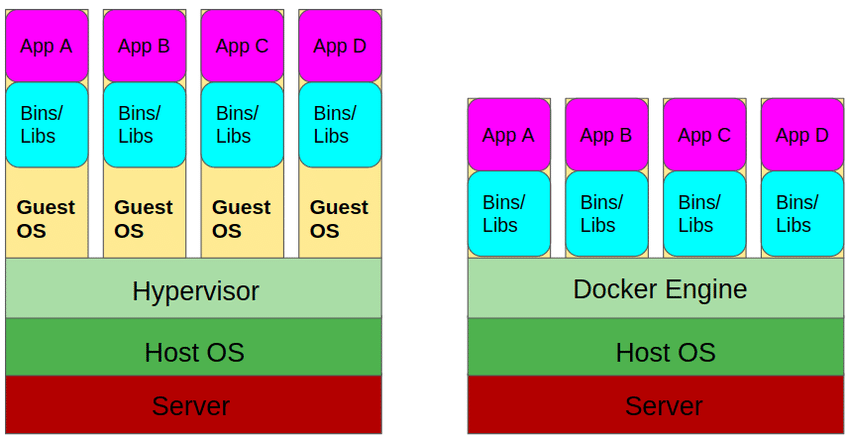 App A
App B
App C
App D
Bins/
Libs
Bins/
Libs
Bins/
Libs
Bins/
Libs
Guest
OS
Guest
OS
Guest
OS
Guest
OS
Hypervisor
Host OS
Server
App A
App B
App C
App D
Bins/
Libs
Bins/
Libs
Bins/
Libs
Bins/
Libs
Docker Engine
Host OS
Server